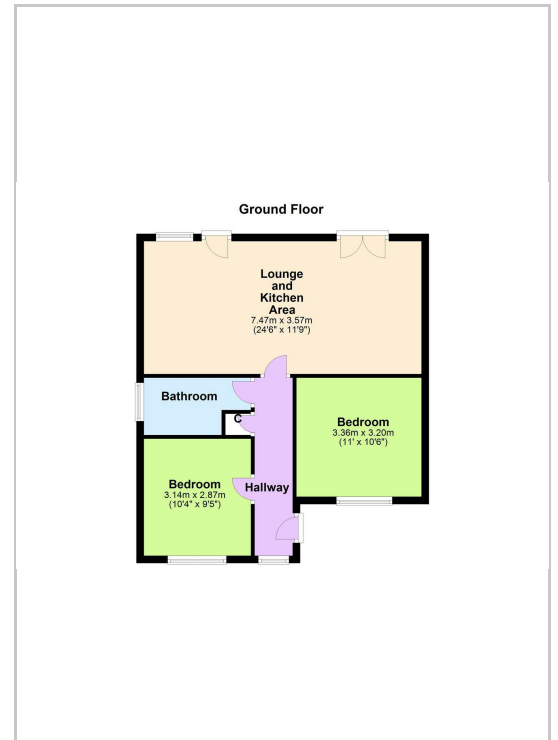 Ground Floor
Lounge
and
Kitchen
Area
7.47m x 3.57m
(24'6" x 11'9")
Bathroom
C
Bedroom
3.36m x 3.20m
(11' x 10'6")
Bedroom
3.14m x 2.87m
(10'4" x 9'5")
Hallway